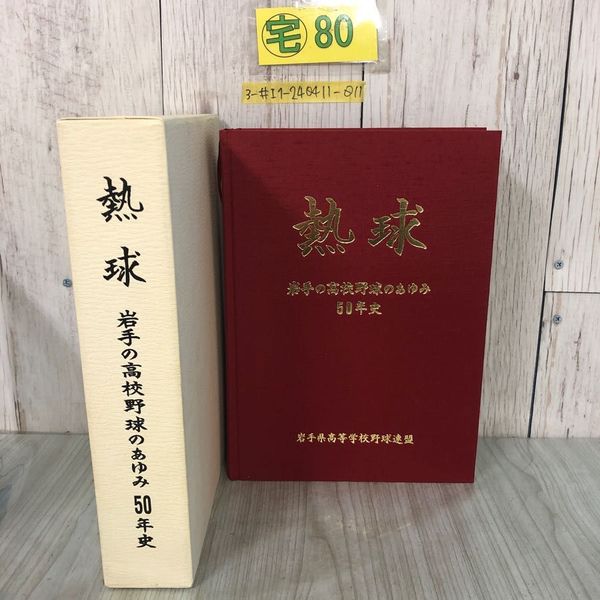 宅80
3-#I7-240411-Q11
熱球
岩手の高校野球のあゆみ 50年史
熱球
岩手の高校野球のあゆみ
50年史
岩手県高等学校野球連盟